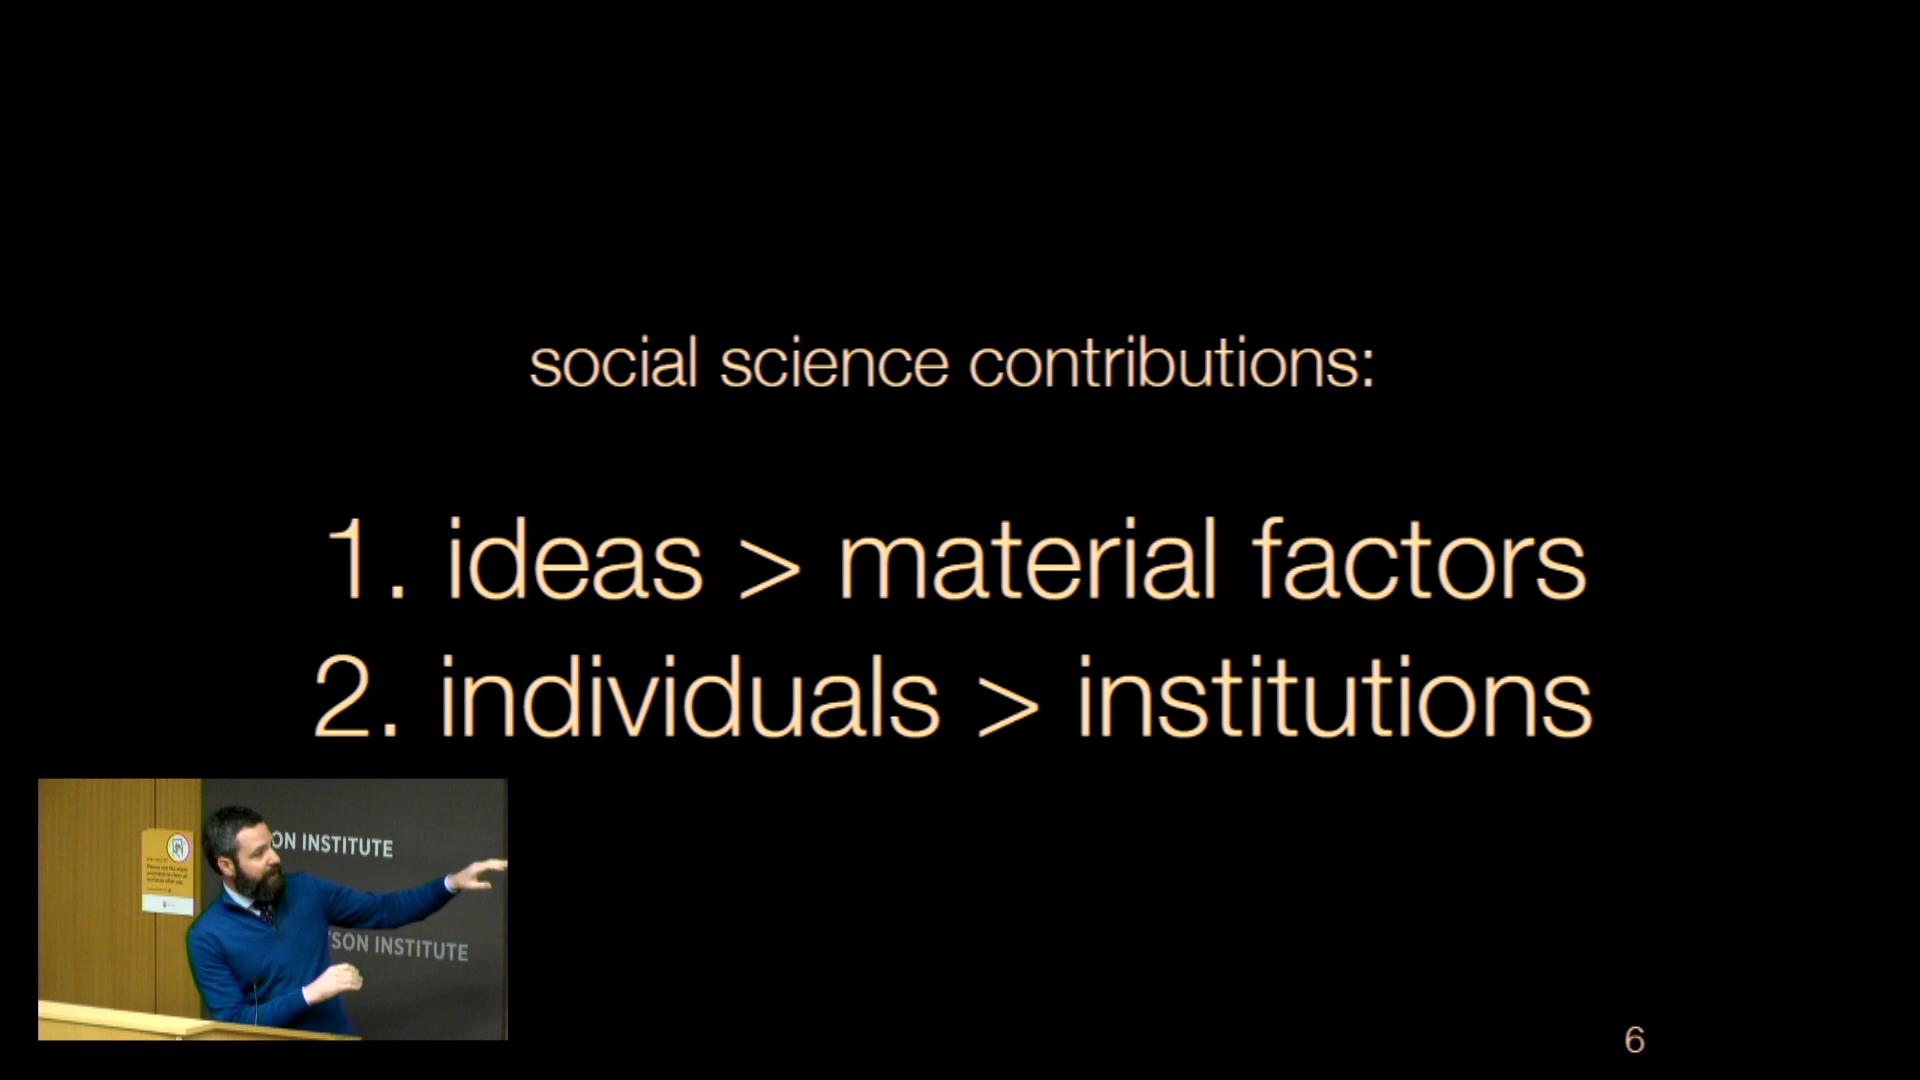 social science contributions:
1. ideas > material factors
2. individuals > institutions
ON INSTITUTE
SON INSTITUTE
6